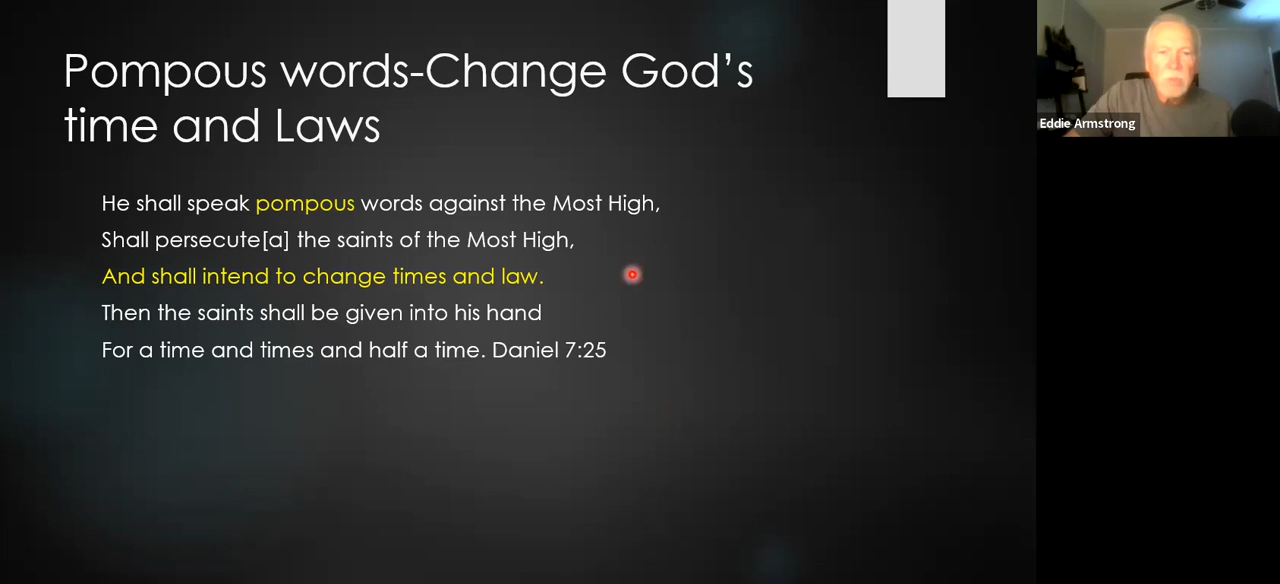 Pompous words-Change God’s
time and Laws
He shall speak pompous words against the Most High,
Shall persecute[a] the saints of the Most High,
And shall intend to change times and law.
Then the saints shall be given into his hand
For a time and times and half a time. Daniel 7:25
Eddie Armstrong